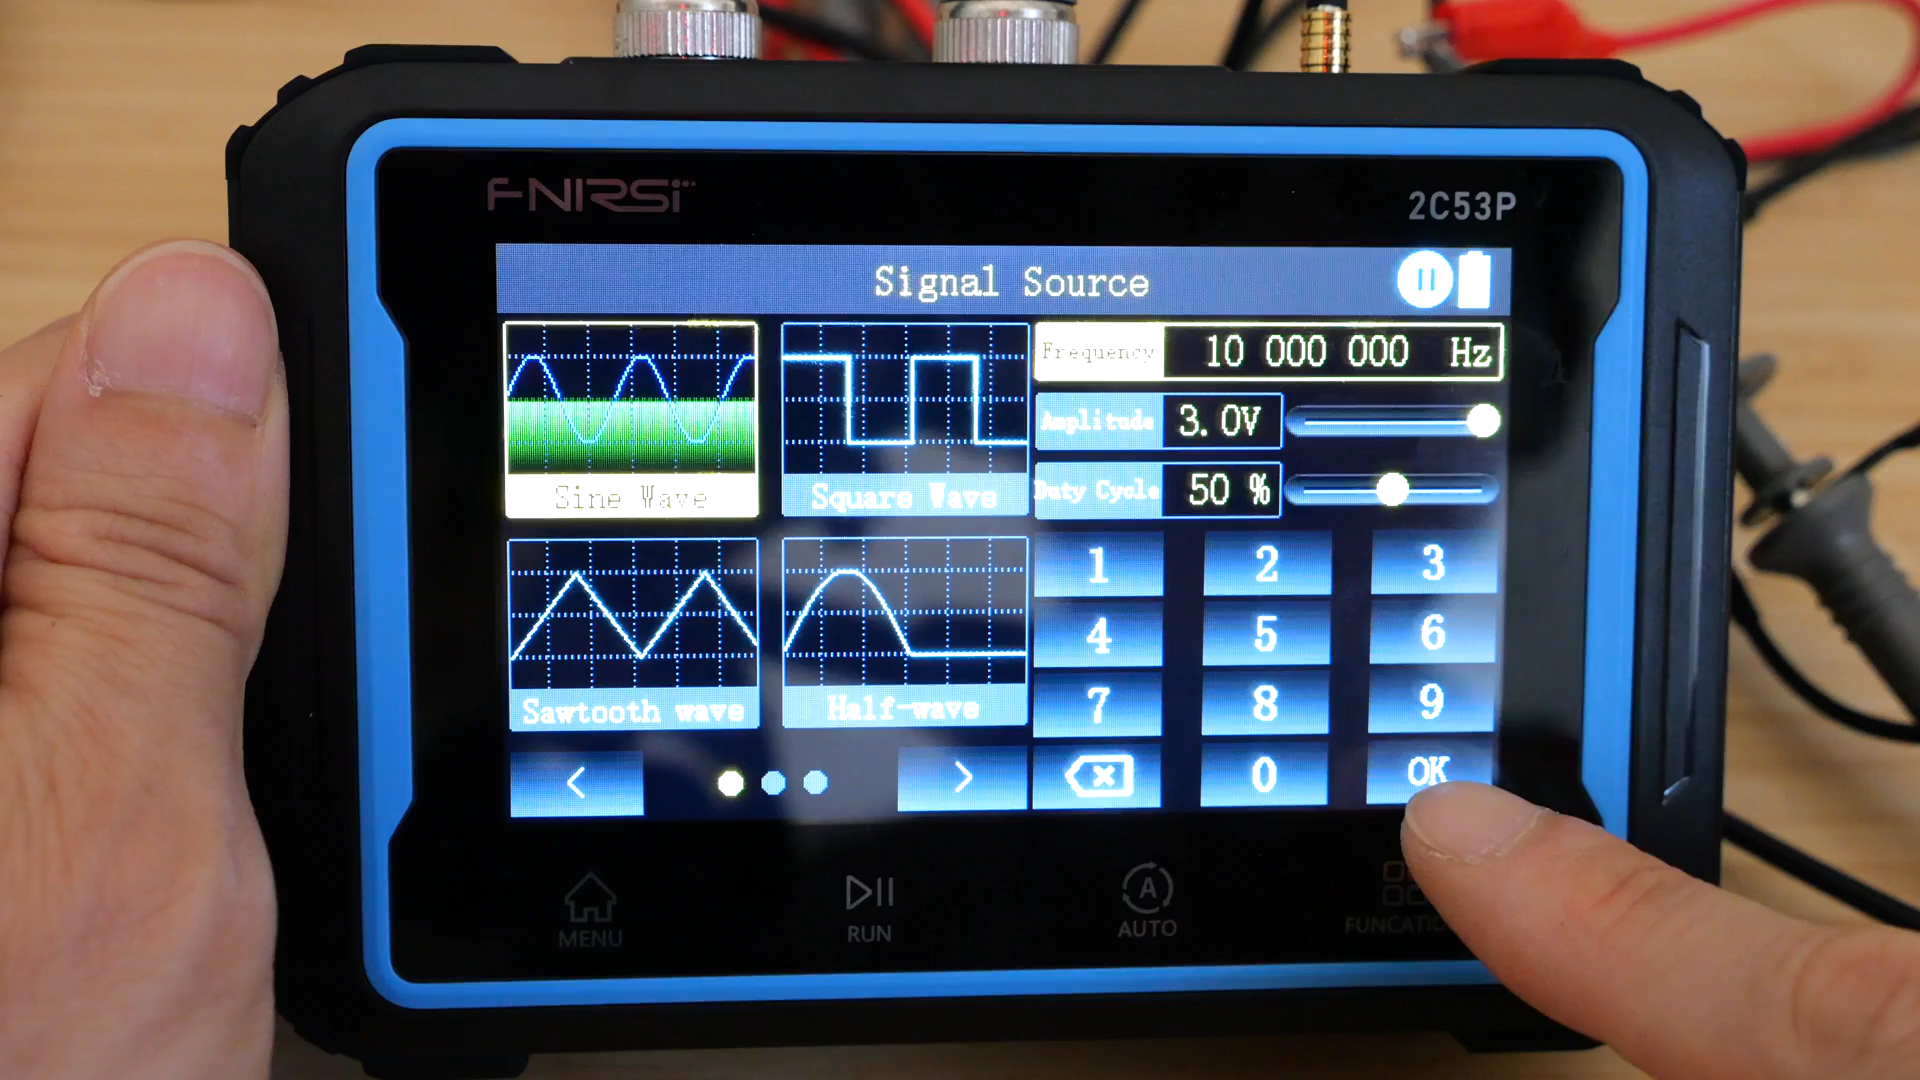 FNIRSI
2C53P
Signal Source
Frequency 10 000 000 Hz
Amplitude 3.0V
Duty Cycle 50 %
Sine Wave
Square Wave
Sawtooth wave
Half-wave
1 2 3
4 5 6
7 8 9
0 OK
< >
MENU
RUN
A
AUTO
FUNCATIO